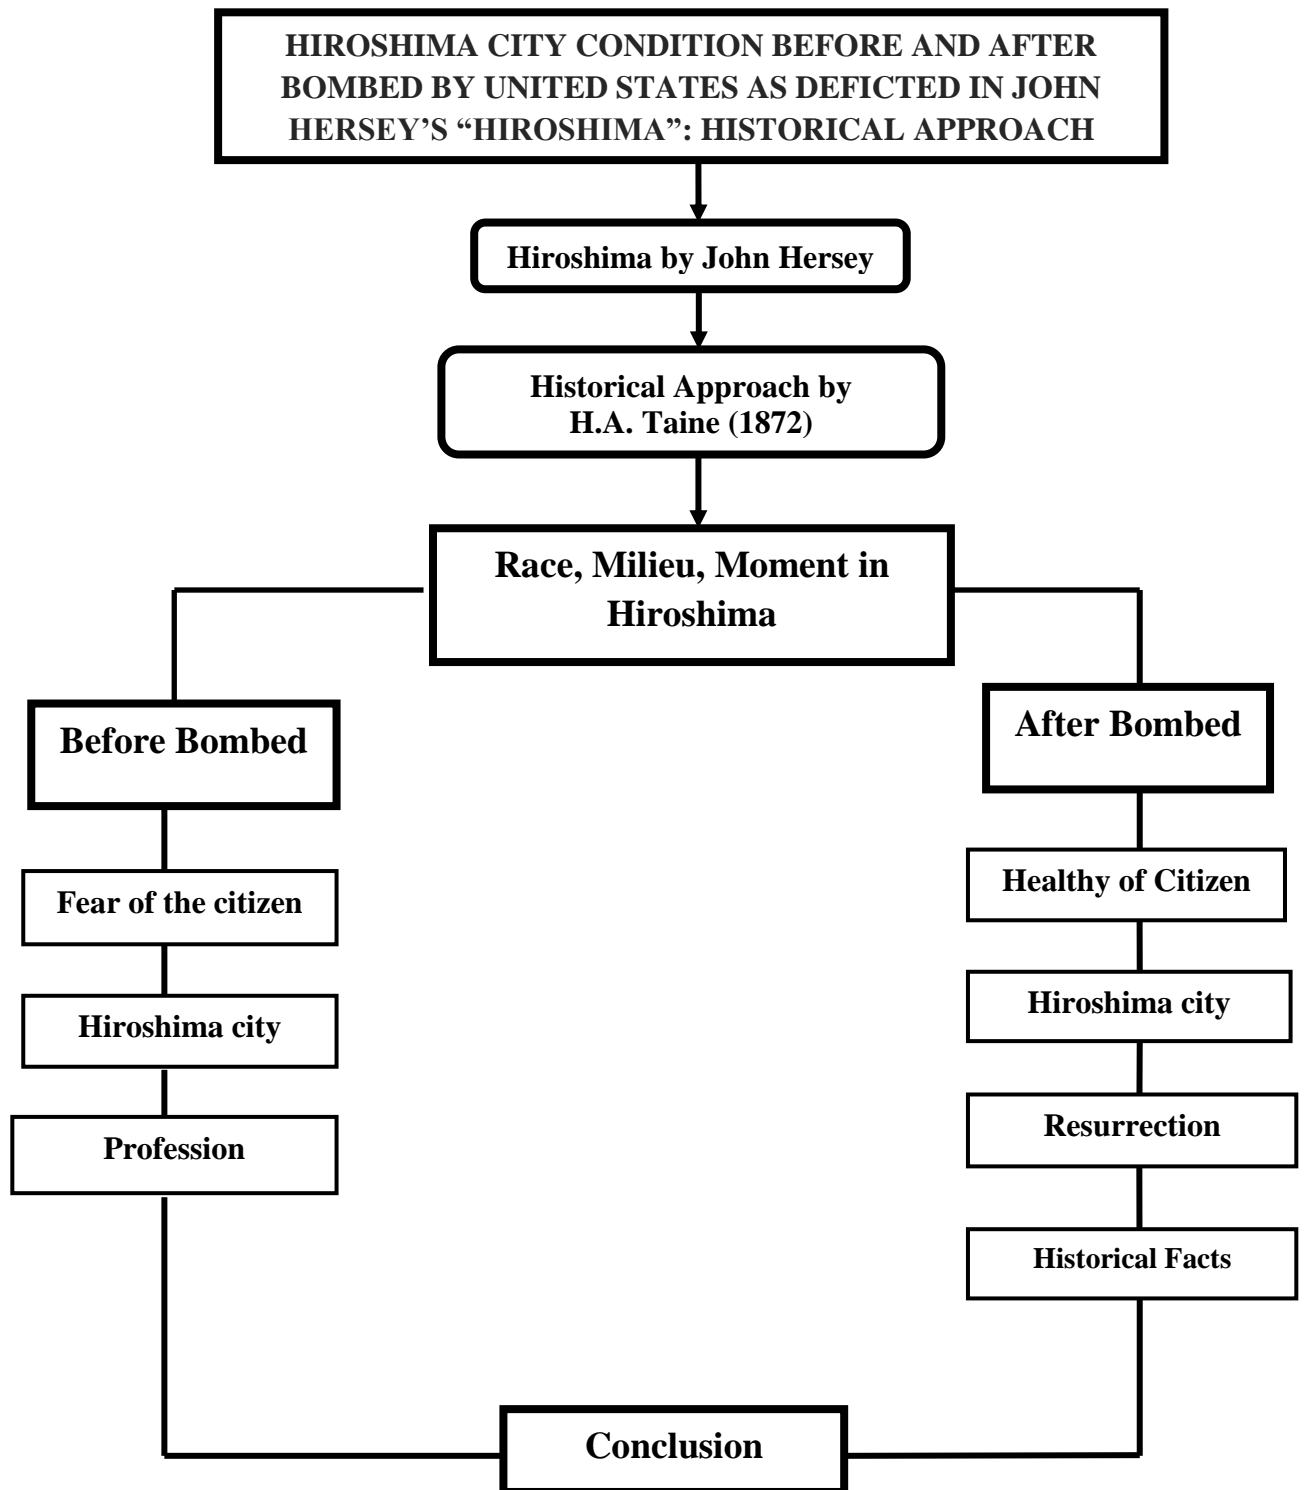 HIROSHIMA CITY CONDITION BEFORE AND AFTER
BOMBED BY UNITED STATES AS DEFICTED IN JOHN
HERSEY’S “HIROSHIMA”: HISTORICAL APPROACH
Hiroshima by John Hersey
Historical Approach by
H.A. Taine (1872)
Race, Milieu, Moment in
Hiroshima
Before Bombed
Fear of the citizen
Hiroshima city
Profession
After Bombed
Healthy of Citizen
Hiroshima city
Resurrection
Historical Facts
Conclusion